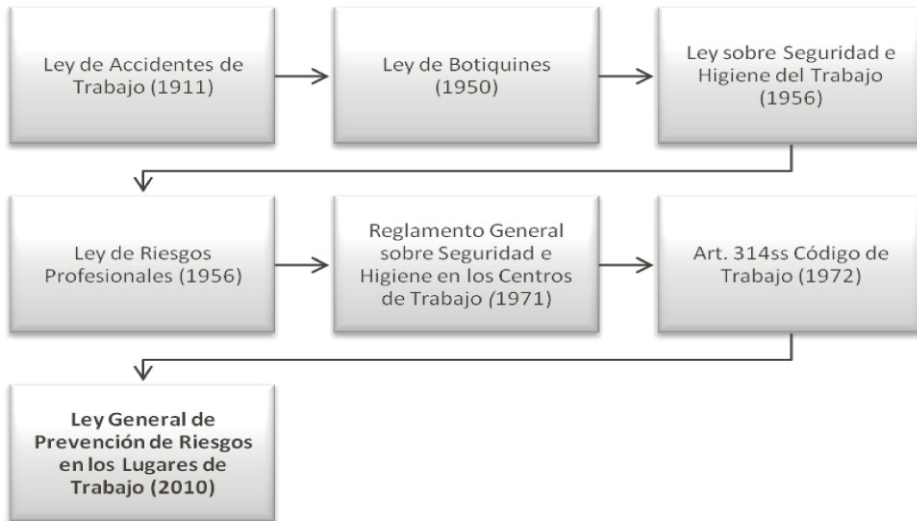 Ley de Accidentes de
Trabajo (1911)
Ley de Botiquines
(1950)
Ley sobre Seguridad e
Higiene del Trabajo
(1956)
Ley de Riesgos
Profesionales (1956)
Reglamento General
sobre Seguridad e
Higiene en los Centros
de Trabajo (1971)
Art. 314ss Código de
Trabajo (1972)
Ley General de
Prevención de Riesgos
en los Lugares de
Trabajo (2010)